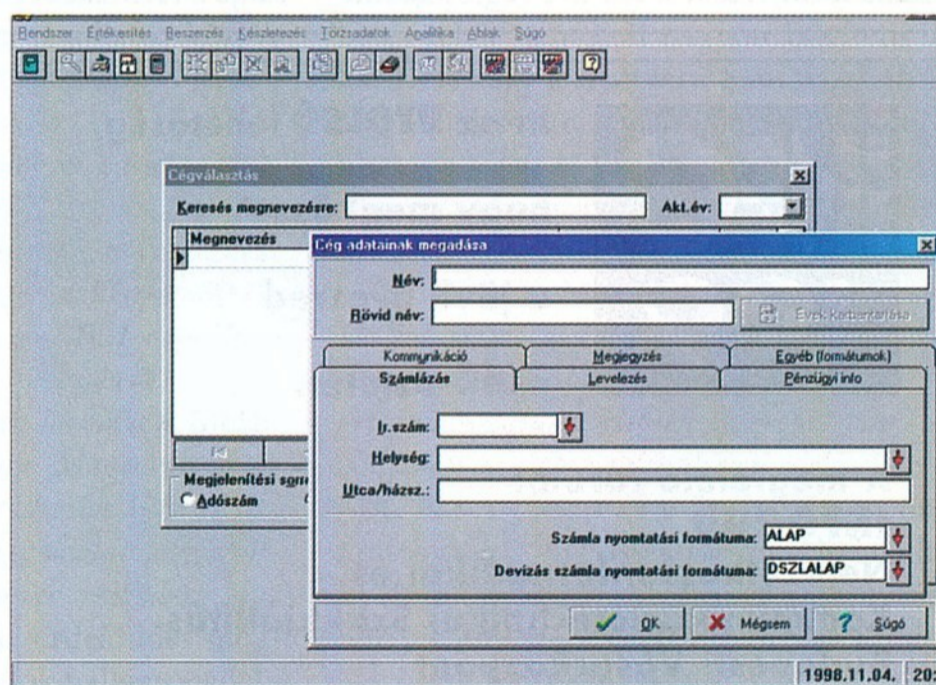 Rendszer Értékesítés Beszerzés Készletezés Törzsadatok Analitika Ablak Súgó
Cégválasztás
Keresés megnevezésre:
Akt.év:
Megnevezés
Cég adatainak megadása
Név:
Rövid név:
Évek karbantartása
Kommunikáció Megjegyzés Egyéb (formátumok)
Számlázás Levelezés Pénzügyi info
Ir.szám:
Helység:
Utca/házsz.:
Megjelenítési sorre
Adószám
Számla nyomtatási formátuma: ALAP
Devizás számla nyomtatási formátuma: DSZLALAP
OK Mégsem Súgó
1998.11.04. 20: